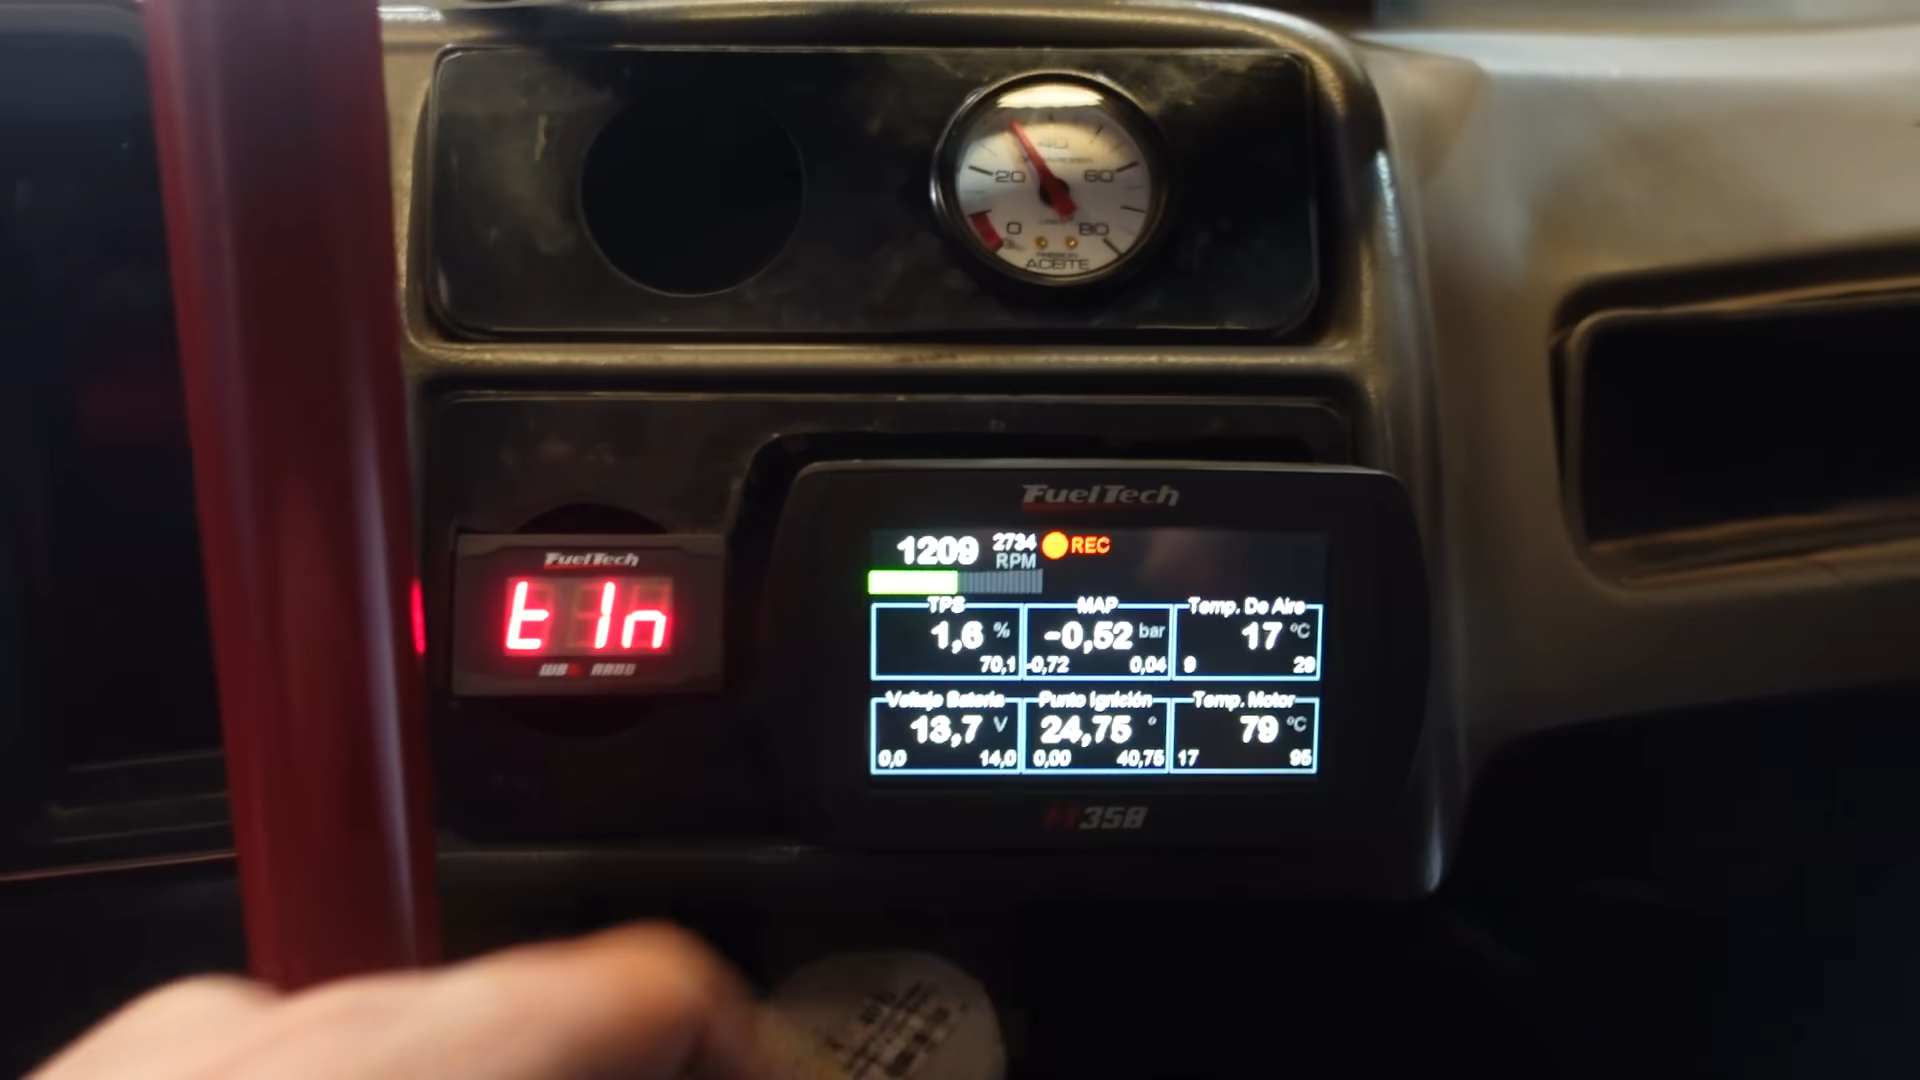 40
20 60
0 80
PRESION
ACEITE
FuelTech
1209 2734 REC
RPM
TPS MAP Temp. De Aire
1,6 % -0,52 bar 17 °C
70,1 -0,72 0,04 9 29
Voltaje Batería Punto Ignición Temp. Motor
13,7 V 24,75 ° 79 °C
0,0 14,0 0,00 40,75 17 95
FuelTech
t1n
NANO